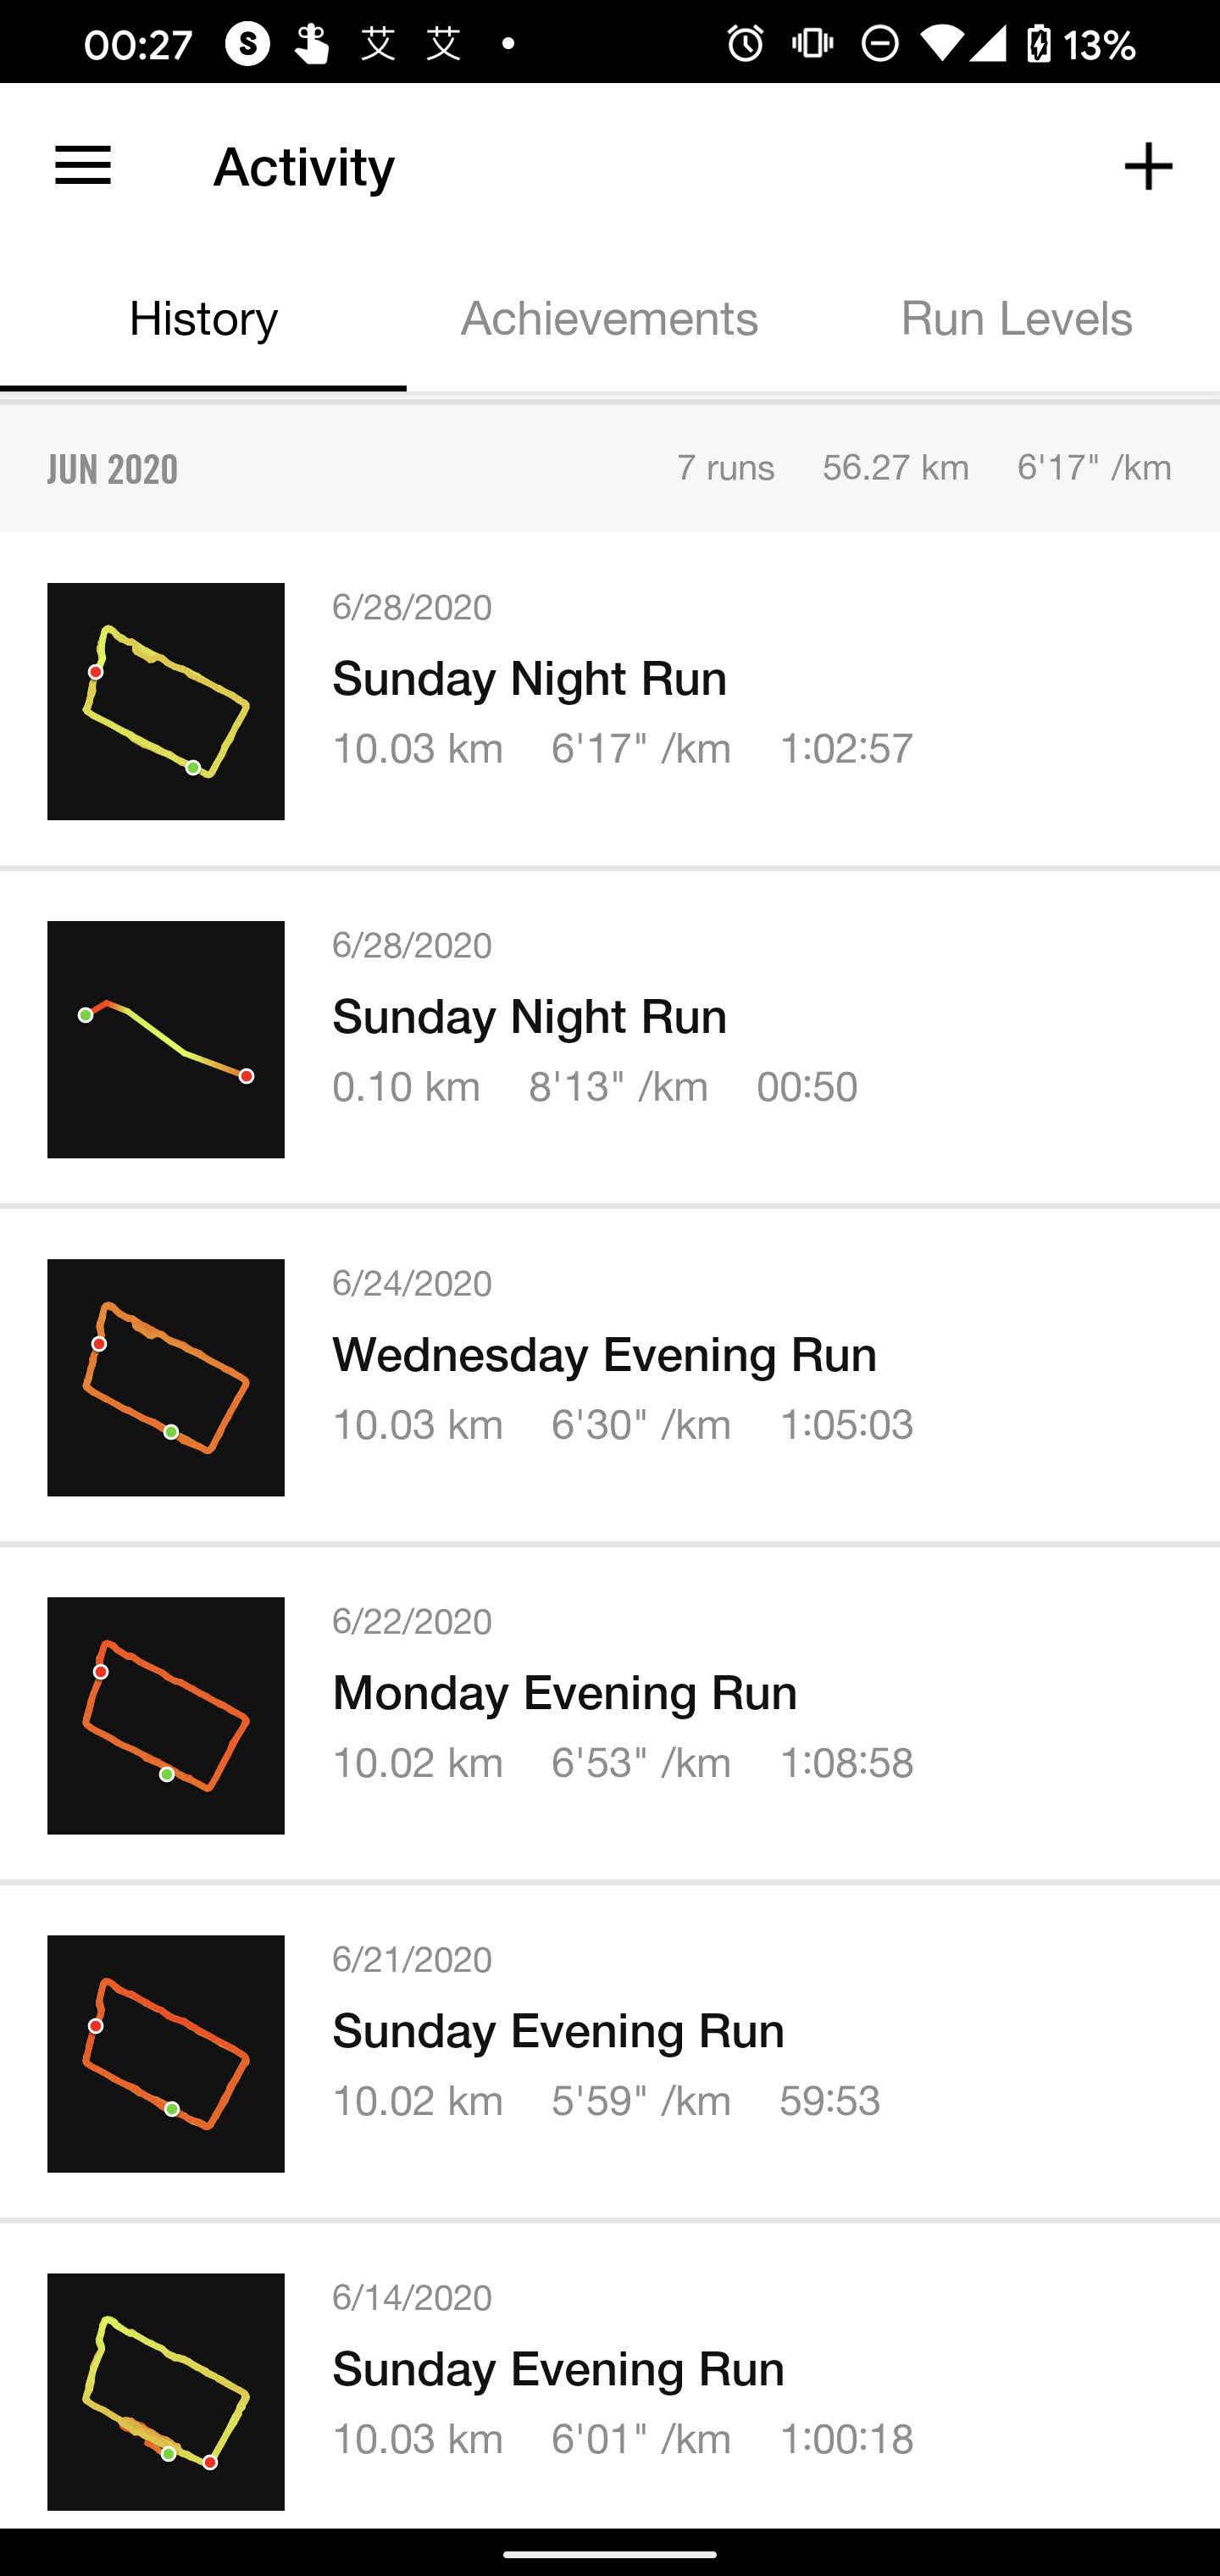 00:27 S 艾 艾 13%
Activity
History Achievements Run Levels
JUN 2020 7 runs 56.27 km 6'17" /km
6/28/2020
Sunday Night Run
10.03 km 6'17" /km 1:02:57
6/28/2020
Sunday Night Run
0.10 km 8'13" /km 00:50
6/24/2020
Wednesday Evening Run
10.03 km 6'30" /km 1:05:03
6/22/2020
Monday Evening Run
10.02 km 6'53" /km 1:08:58
6/21/2020
Sunday Evening Run
10.02 km 5'59" /km 59:53
6/14/2020
Sunday Evening Run
10.03 km 6'01" /km 1:00:18